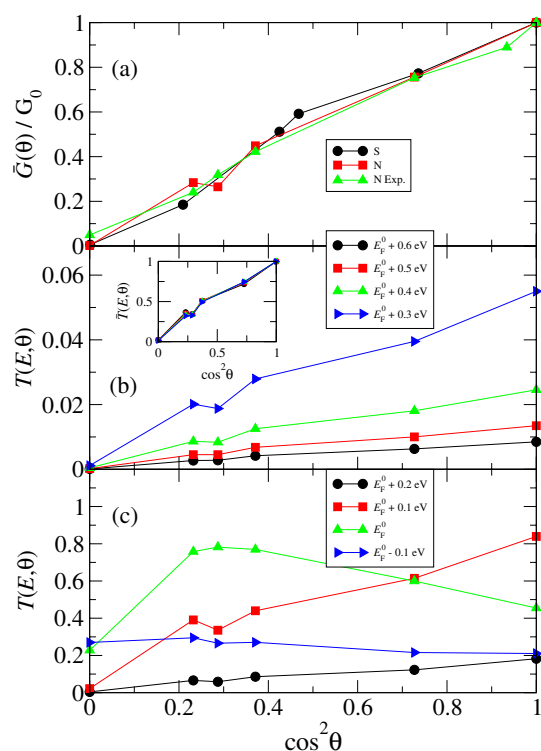 (a)
Ḡ(θ) / G₀
1
0.8
0.6
0.4
0.2
0
S
N
N Exp.
(b)
T(E,θ)
0.06
0.04
0.02
0
E⁰F + 0.6 eV
E⁰F + 0.5 eV
E⁰F + 0.4 eV
E⁰F + 0.3 eV
T̄(E,θ)
1
0.5
0
0 0.5 1
cos²θ
(c)
T(E,θ)
1
0.8
0.6
0.4
0.2
0
E⁰F + 0.2 eV
E⁰F + 0.1 eV
E⁰F
E⁰F - 0.1 eV
0 0.2 0.4 0.6 0.8 1
cos²θ